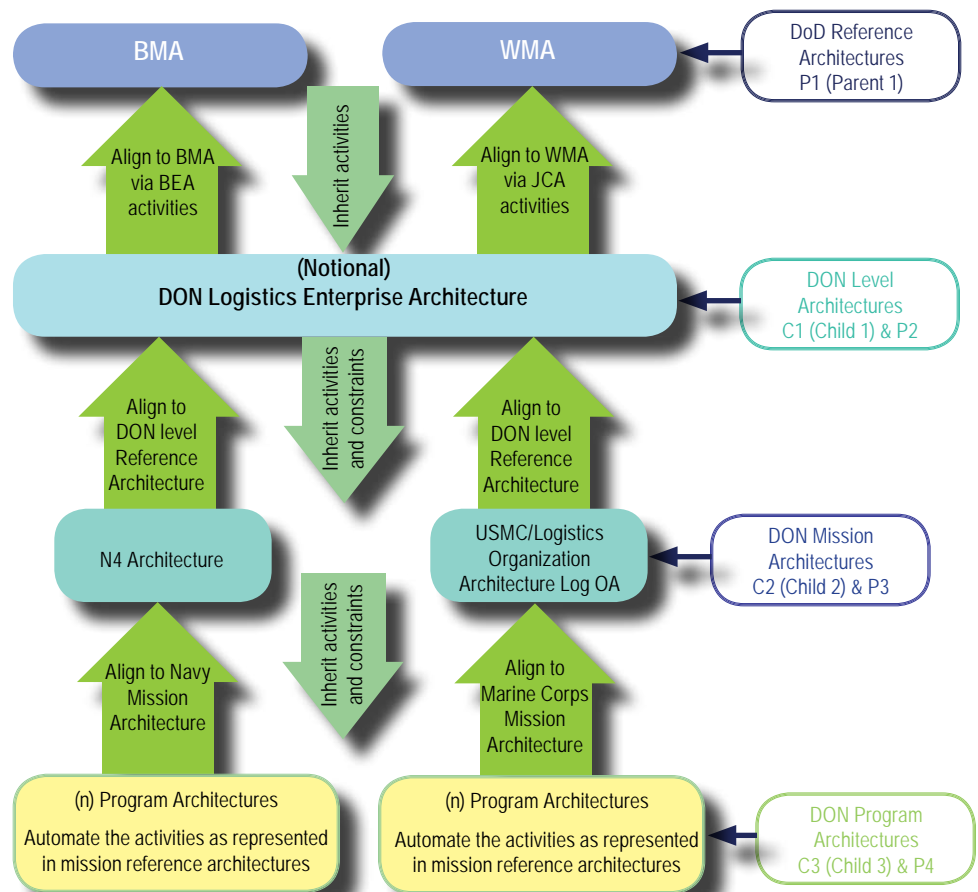 BMA
WMA
DoD Reference
Architectures
P1 (Parent 1)
Align to BMA
via BEA
activities
Inherit activities
Align to WMA
via JCA
activities
(Notional)
DON Logistics Enterprise Architecture
DON Level
Architectures
C1 (Child 1) & P2
Align to
DON level
Reference
Architecture
Inherit activities
and constraints
Align to
DON level
Reference
Architecture
N4 Architecture
USMC/Logistics
Organization
Architecture Log OA
DON Mission
Architectures
C2 (Child 2) & P3
Align to Navy
Mission
Architecture
Inherit activities
and constraints
Align to
Marine Corps
Mission
Architecture
(n) Program Architectures
Automate the activities as represented
in mission reference architectures
(n) Program Architectures
Automate the activities as represented
in mission reference architectures
DON Program
Architectures
C3 (Child 3) & P4